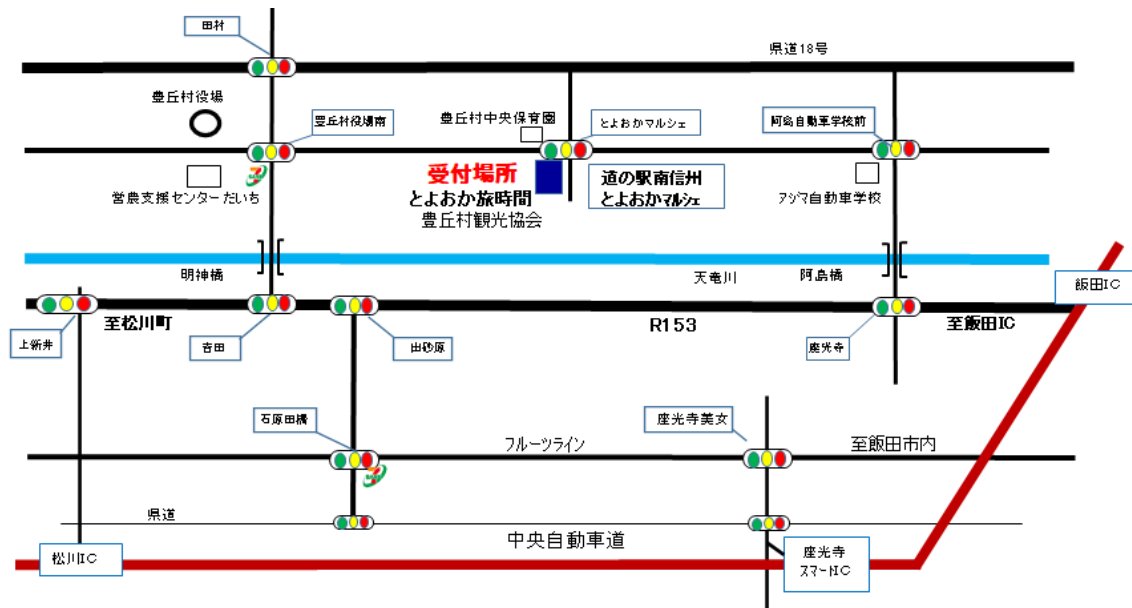 田村
県道18号
豊丘村役場
豊丘村役場南
豊丘村中央保育園
とよおかマルシェ
阿島自動車学校前
営農支援センターだいち
受付場所
とよおか旅時間
豊丘村観光協会
道の駅南信州
とよおかマルシェ
アシマ自動車学校
明神橋
天竜川
阿島橋
飯田IC
上新井
至松川町
吉田
出砂原
R153
座光寺
至飯田IC
石原田橋
フルーツライン
座光寺美女
至飯田市内
県道
中央自動車道
松川IC
座光寺
スマートIC